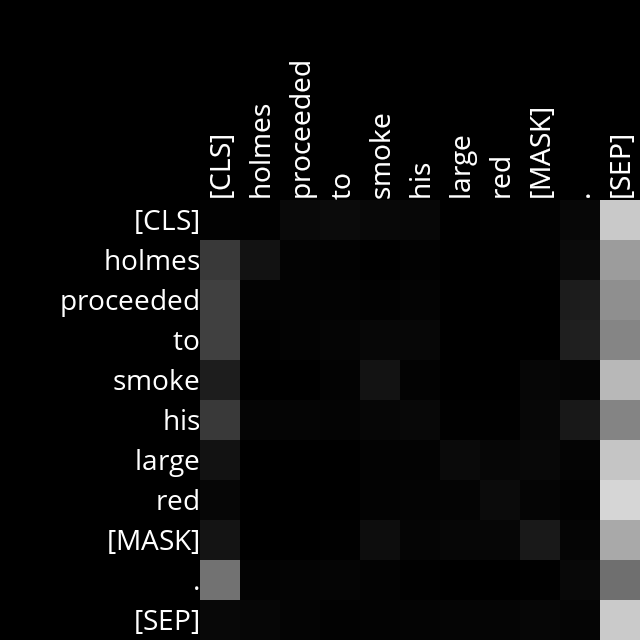 [CLS] holmes proceeded to smoke his large red [MASK] . [SEP]
[CLS]
holmes
proceeded
to
smoke
his
large
red
[MASK]
.
[SEP]